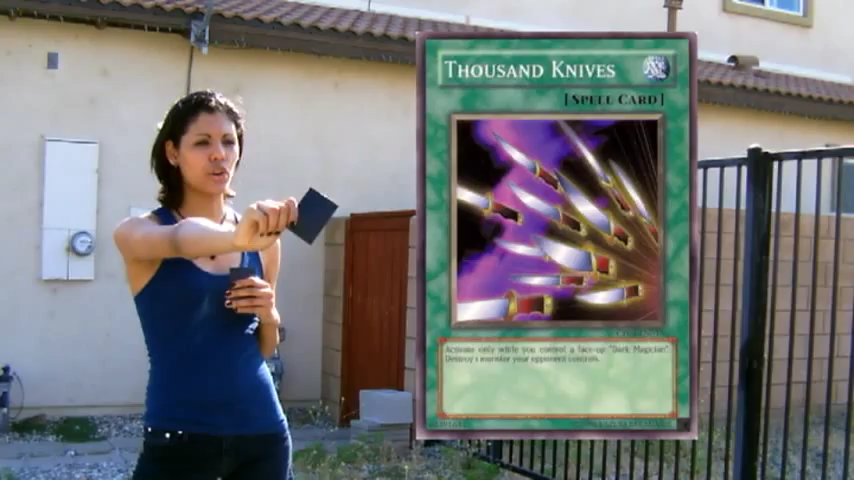 THOUSAND KNIVES
[SPELL CARD]
Activate only while you control a face-up "Dark Magician".
Destroy 1 monster your opponent controls.